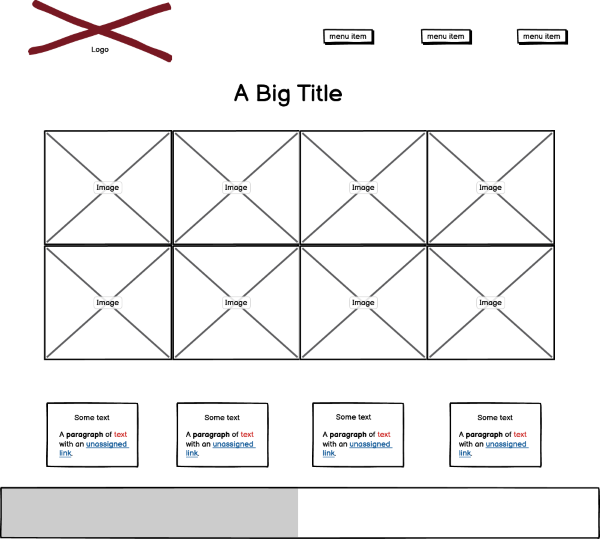 Logo
menu item
menu item
menu item
A Big Title
Image
Image
Image
Image
Image
Image
Image
Image
Some text
A paragraph of text
with an unassigned
link.
Some text
A paragraph of text
with an unassigned
link.
Some text
A paragraph of text
with an unassigned
link.
Some text
A paragraph of text
with an unassigned
link.